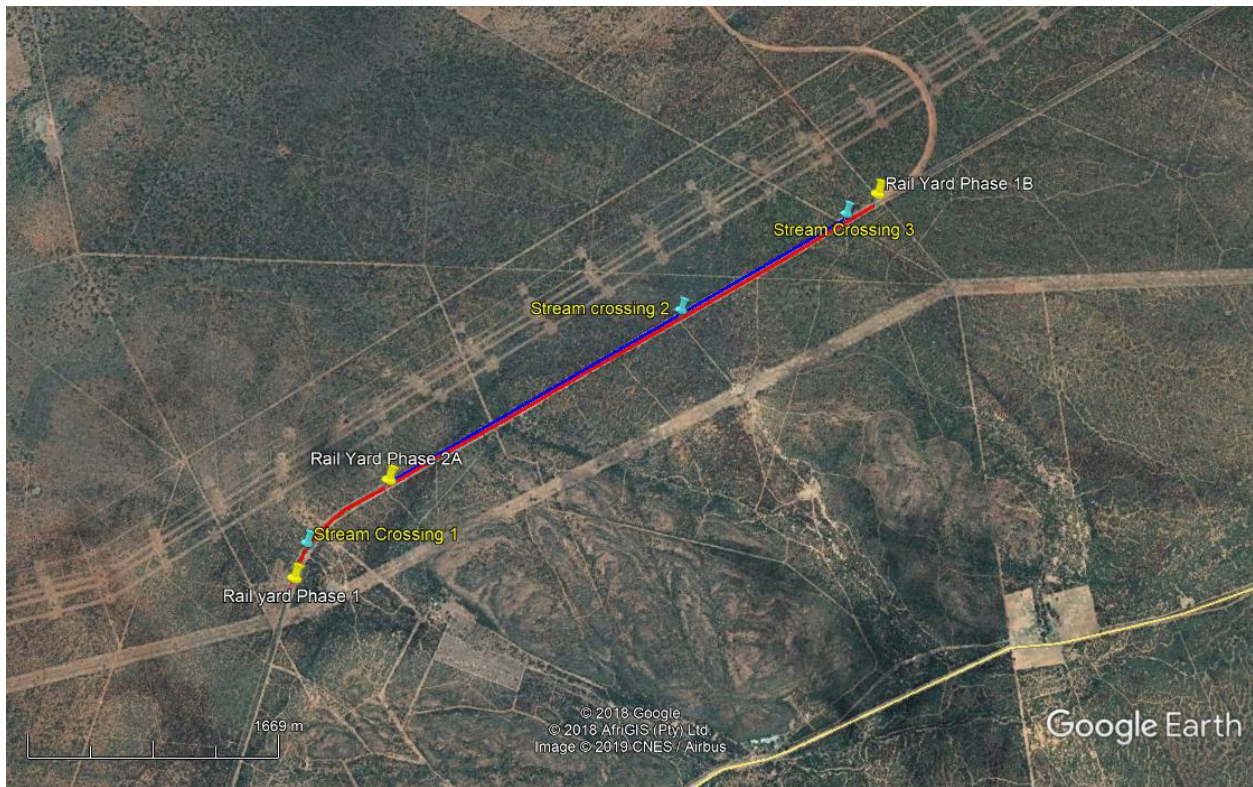 Rail Yard Phase 1B
Stream Crossing 3
Stream crossing 2
Rail Yard Phase 2A
Stream Crossing 1
Rail yard Phase 1
1669 m
© 2018 Google
© 2018 AfriGIS (Pty) Ltd.
Image © 2019 CNES / Airbus
Google Earth